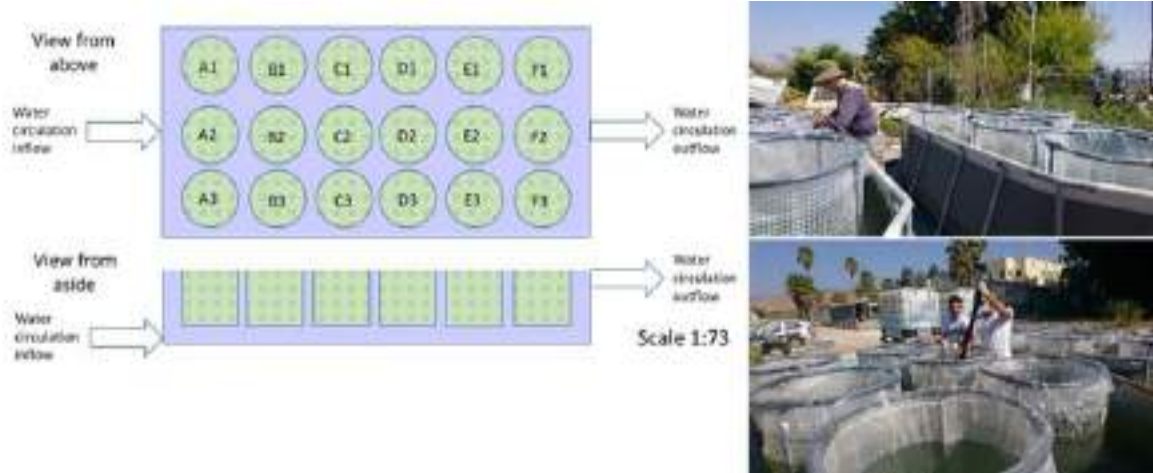 View from
above
A1 B1 C1 D1 E1 F1
Water
circulation
inflow
A2 B2 C2 D2 E2 F2
Water
circulation
outflow
A3 B3 C3 D3 E3 F3
View from
aside
Water
circulation
outflow
Water
circulation
inflow
Scale 1:73